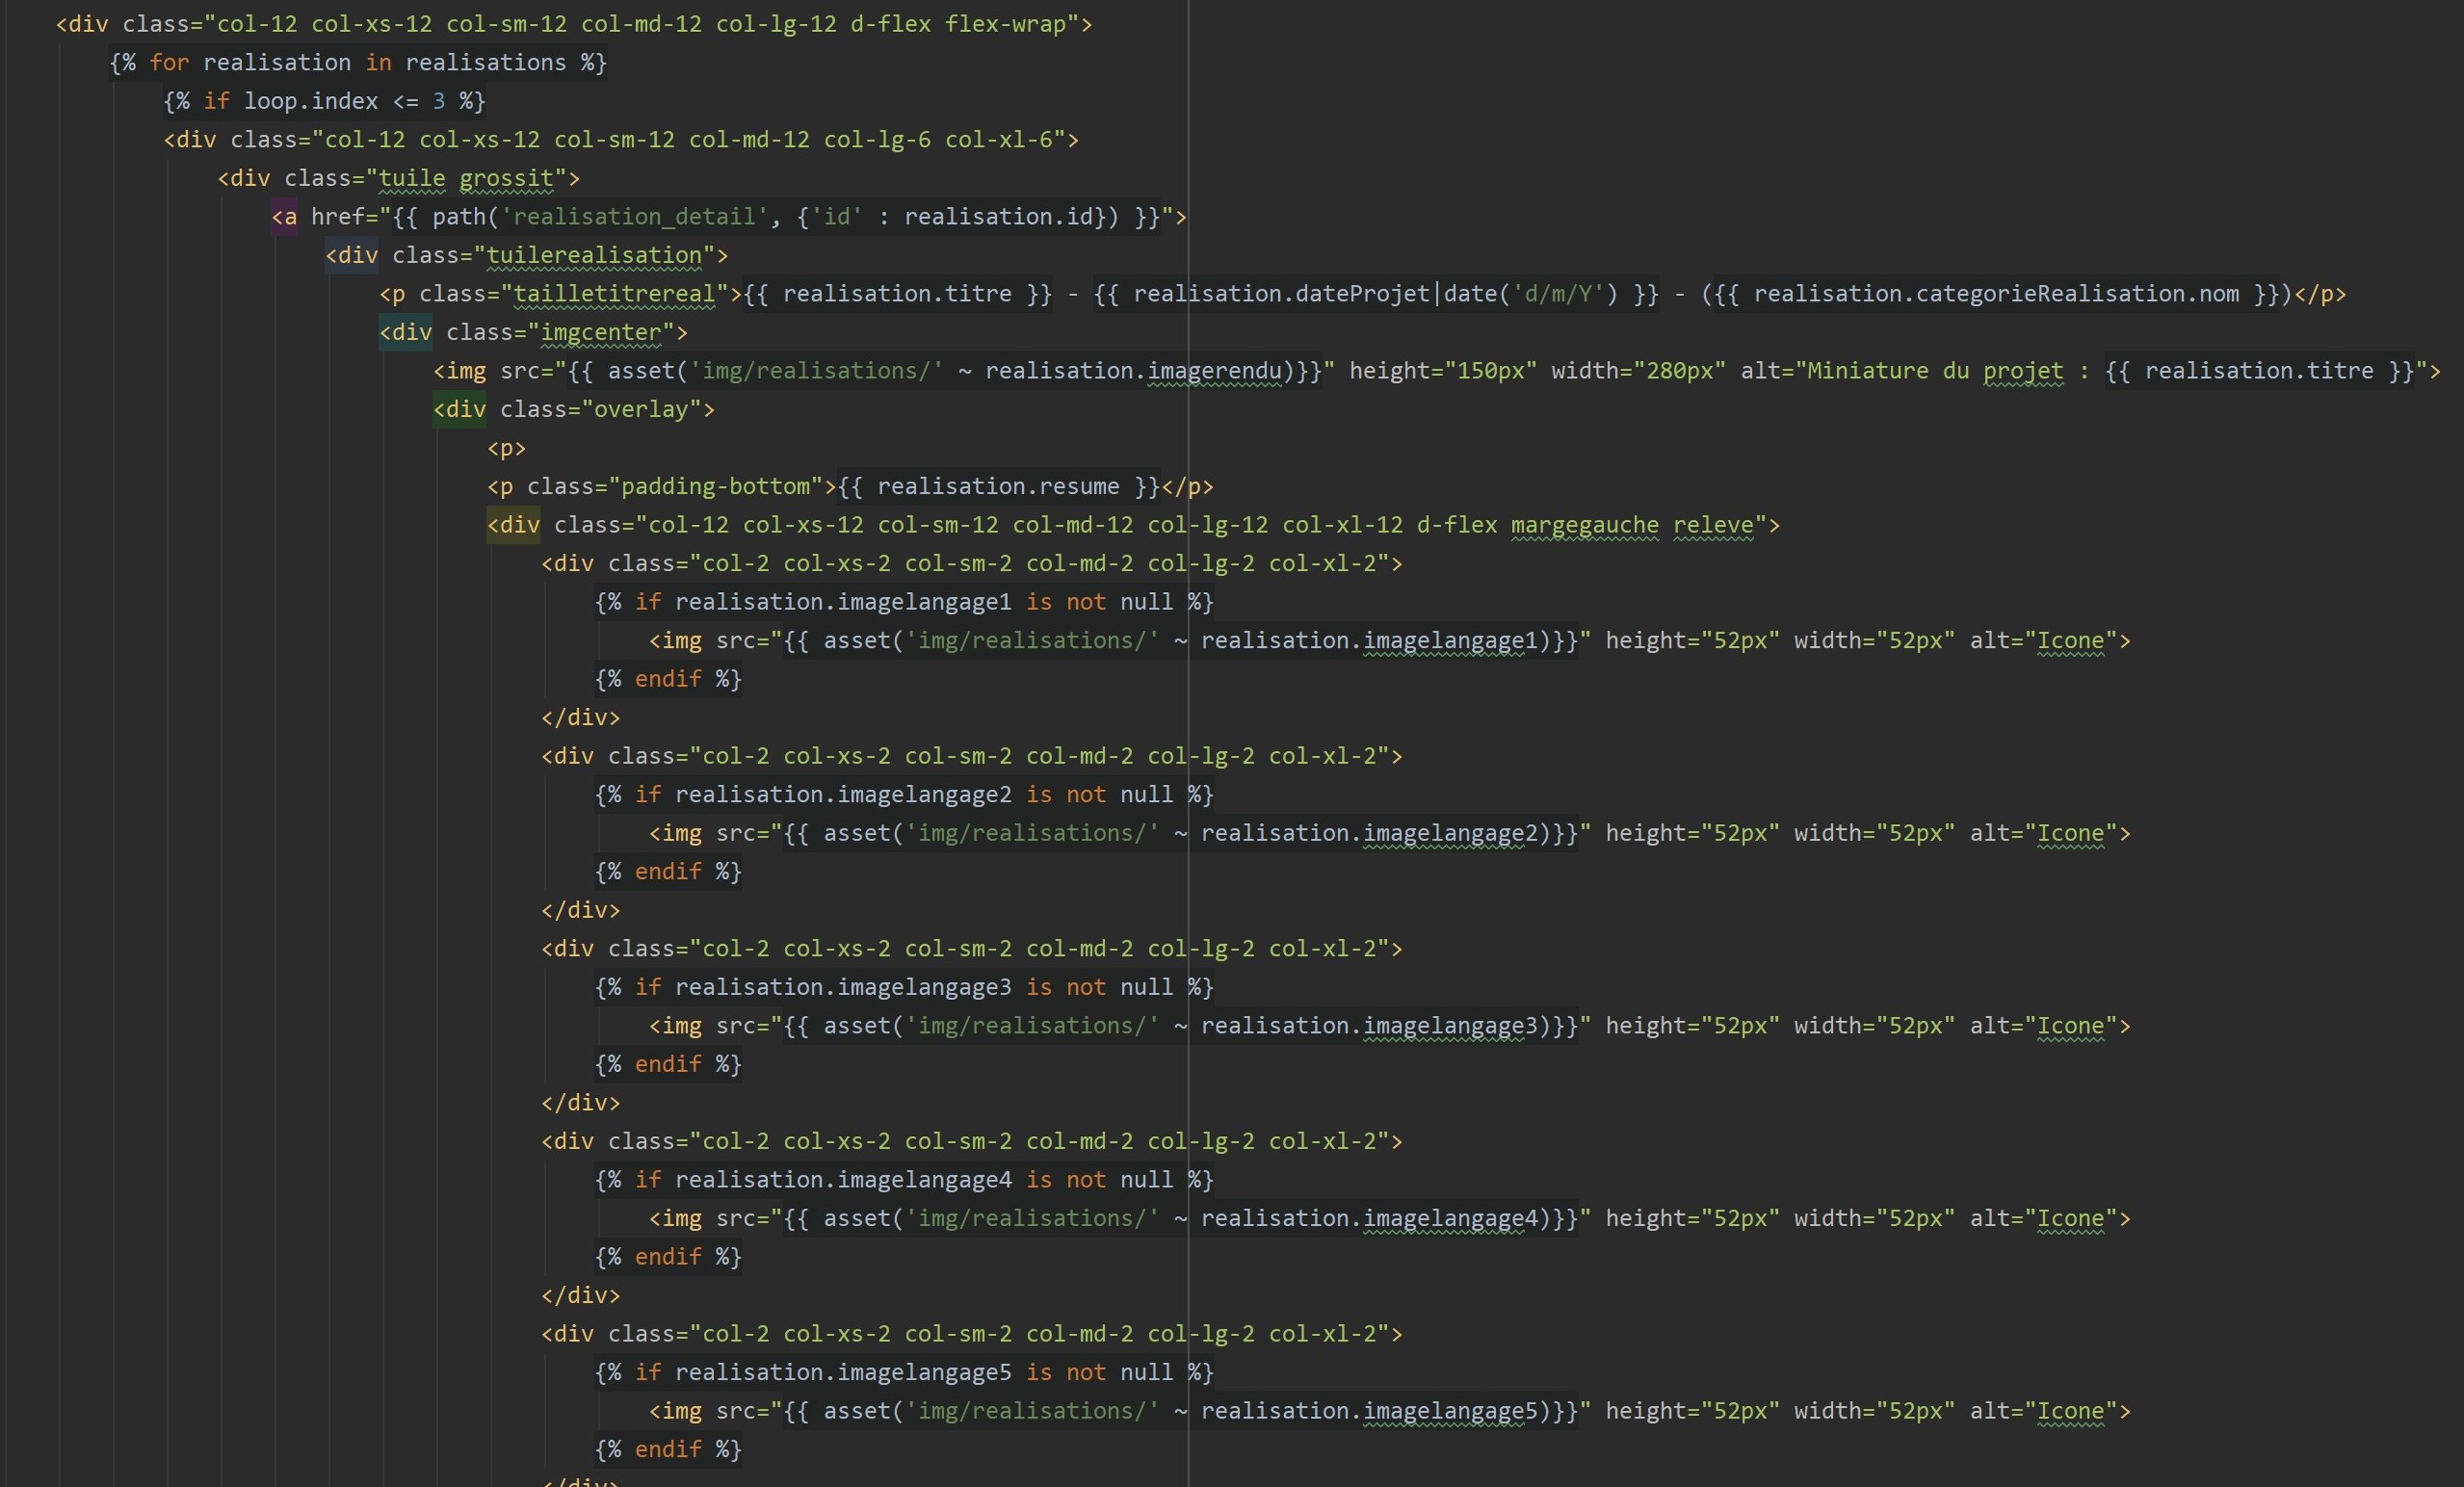 <div class="col-12 col-xs-12 col-sm-12 col-md-12 col-lg-12 d-flex flex-wrap">
{% for realisation in realisations %}
{% if loop.index <= 3 %}
<div class="col-12 col-xs-12 col-sm-12 col-md-12 col-lg-6 col-xl-6">
<div class="tuile grossit">
<a href="{{ path('realisation_detail', {'id' : realisation.id}) }}">
<div class="tuilerealisation">
<p class="tailletitrereal">{{ realisation.titre }} - {{ realisation.dateProjet|date('d/m/Y') }} - ({{ realisation.categorieRealisation.nom }})</p>
<div class="imgcenter">
<img src="{{ asset('img/realisations/' ~ realisation.imagerendu)}}" height="150px" width="280px" alt="Miniature du projet : {{ realisation.titre }}">
<div class="overlay">
<p>
<p class="padding-bottom">{{ realisation.resume }}</p>
<div class="col-12 col-xs-12 col-sm-12 col-md-12 col-lg-12 col-xl-12 d-flex margegauche releve">
<div class="col-2 col-xs-2 col-sm-2 col-md-2 col-lg-2 col-xl-2">
{% if realisation.imagelangage1 is not null %}
<img src="{{ asset('img/realisations/' ~ realisation.imagelangage1)}}" height="52px" width="52px" alt="Icone">
{% endif %}
</div>
<div class="col-2 col-xs-2 col-sm-2 col-md-2 col-lg-2 col-xl-2">
{% if realisation.imagelangage2 is not null %}
<img src="{{ asset('img/realisations/' ~ realisation.imagelangage2)}}" height="52px" width="52px" alt="Icone">
{% endif %}
</div>
<div class="col-2 col-xs-2 col-sm-2 col-md-2 col-lg-2 col-xl-2">
{% if realisation.imagelangage3 is not null %}
<img src="{{ asset('img/realisations/' ~ realisation.imagelangage3)}}" height="52px" width="52px" alt="Icone">
{% endif %}
</div>
<div class="col-2 col-xs-2 col-sm-2 col-md-2 col-lg-2 col-xl-2">
{% if realisation.imagelangage4 is not null %}
<img src="{{ asset('img/realisations/' ~ realisation.imagelangage4)}}" height="52px" width="52px" alt="Icone">
{% endif %}
</div>
<div class="col-2 col-xs-2 col-sm-2 col-md-2 col-lg-2 col-xl-2">
{% if realisation.imagelangage5 is not null %}
<img src="{{ asset('img/realisations/' ~ realisation.imagelangage5)}}" height="52px" width="52px" alt="Icone">
{% endif %}
</div>